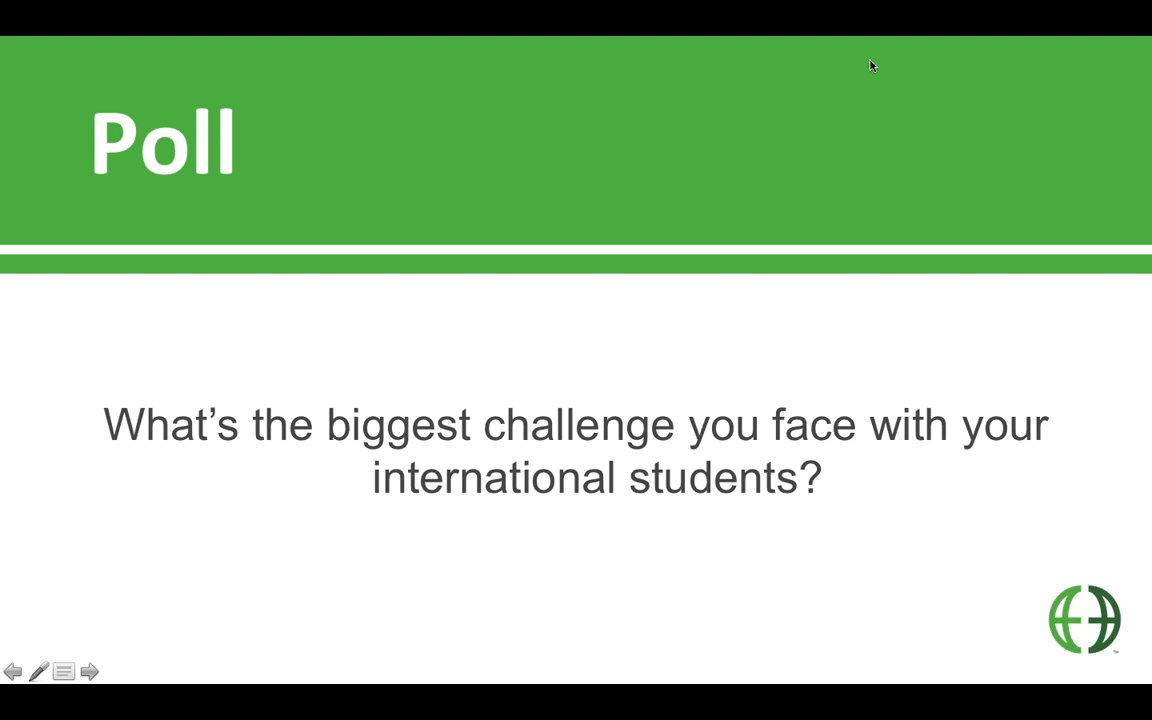 Poll
What’s the biggest challenge you face with your
international students?